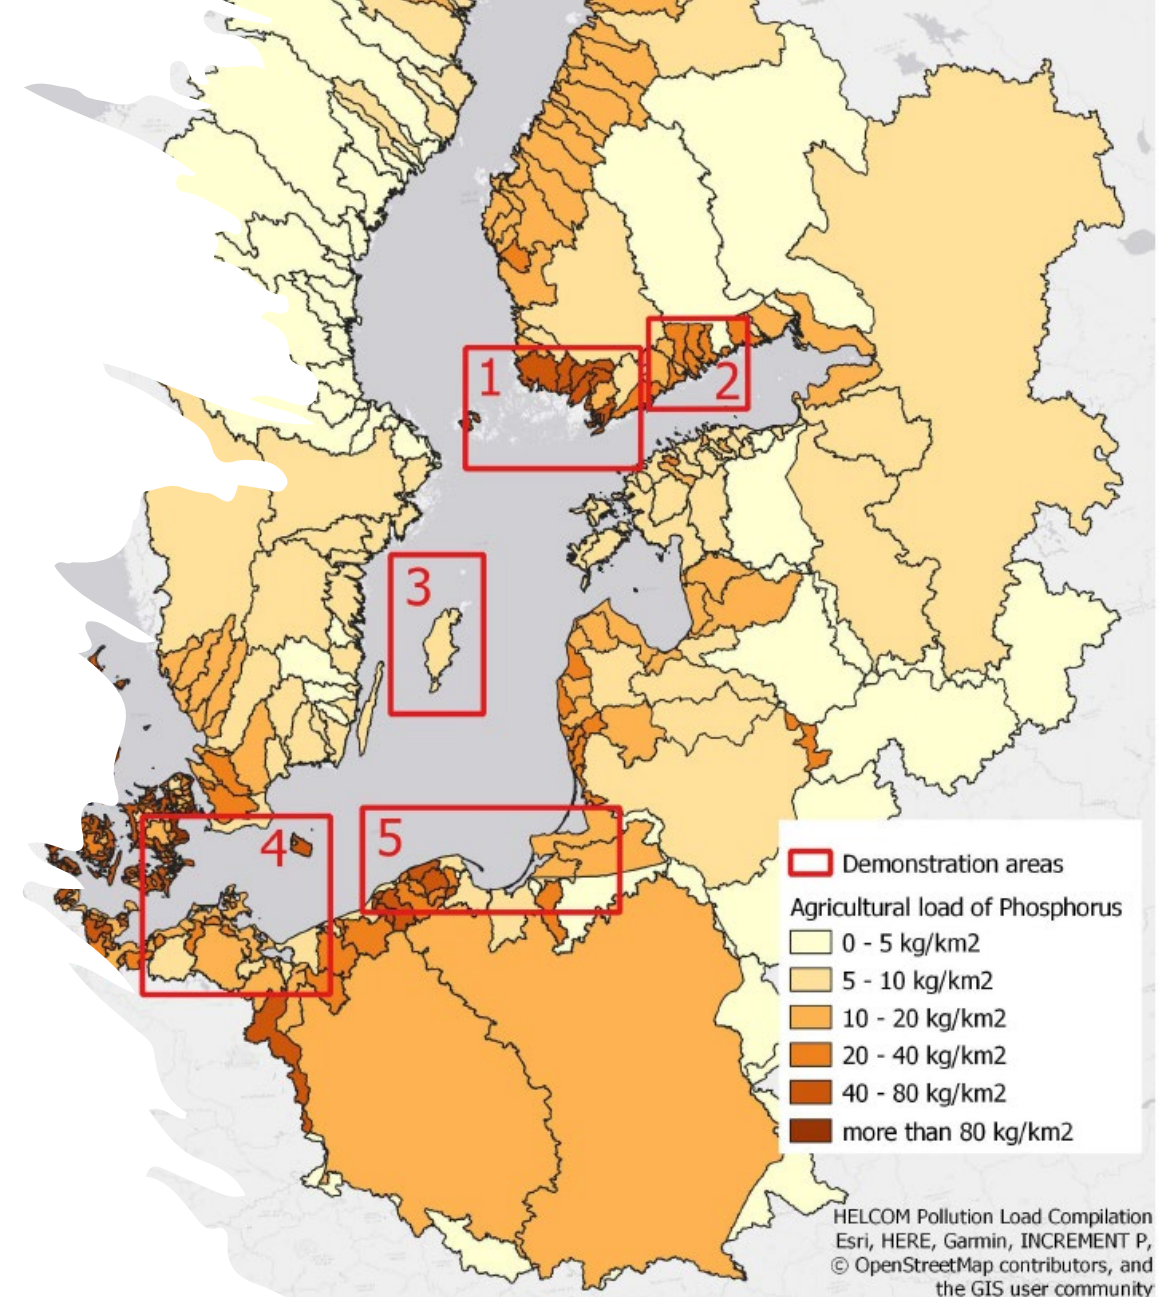 1
2
3
4
5
Demonstration areas
Agricultural load of Phosphorus
0 - 5 kg/km2
5 - 10 kg/km2
10 - 20 kg/km2
20 - 40 kg/km2
40 - 80 kg/km2
more than 80 kg/km2
HELCOM Pollution Load Compilation
Esri, HERE, Garmin, INCREMENT P,
© OpenStreetMap contributors, and
the GIS user community